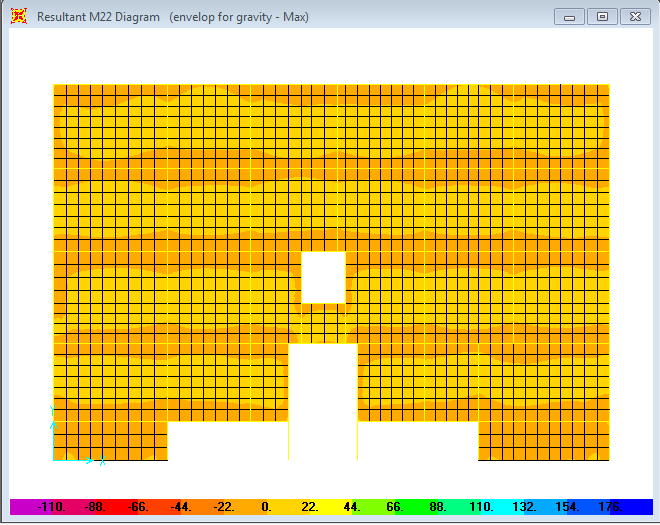 Resultant M22 Diagram (envelop for gravity - Max)
Y
X
-110. -88. -66. -44. -22. 0. 22. 44. 66. 88. 110. 132. 154. 176.